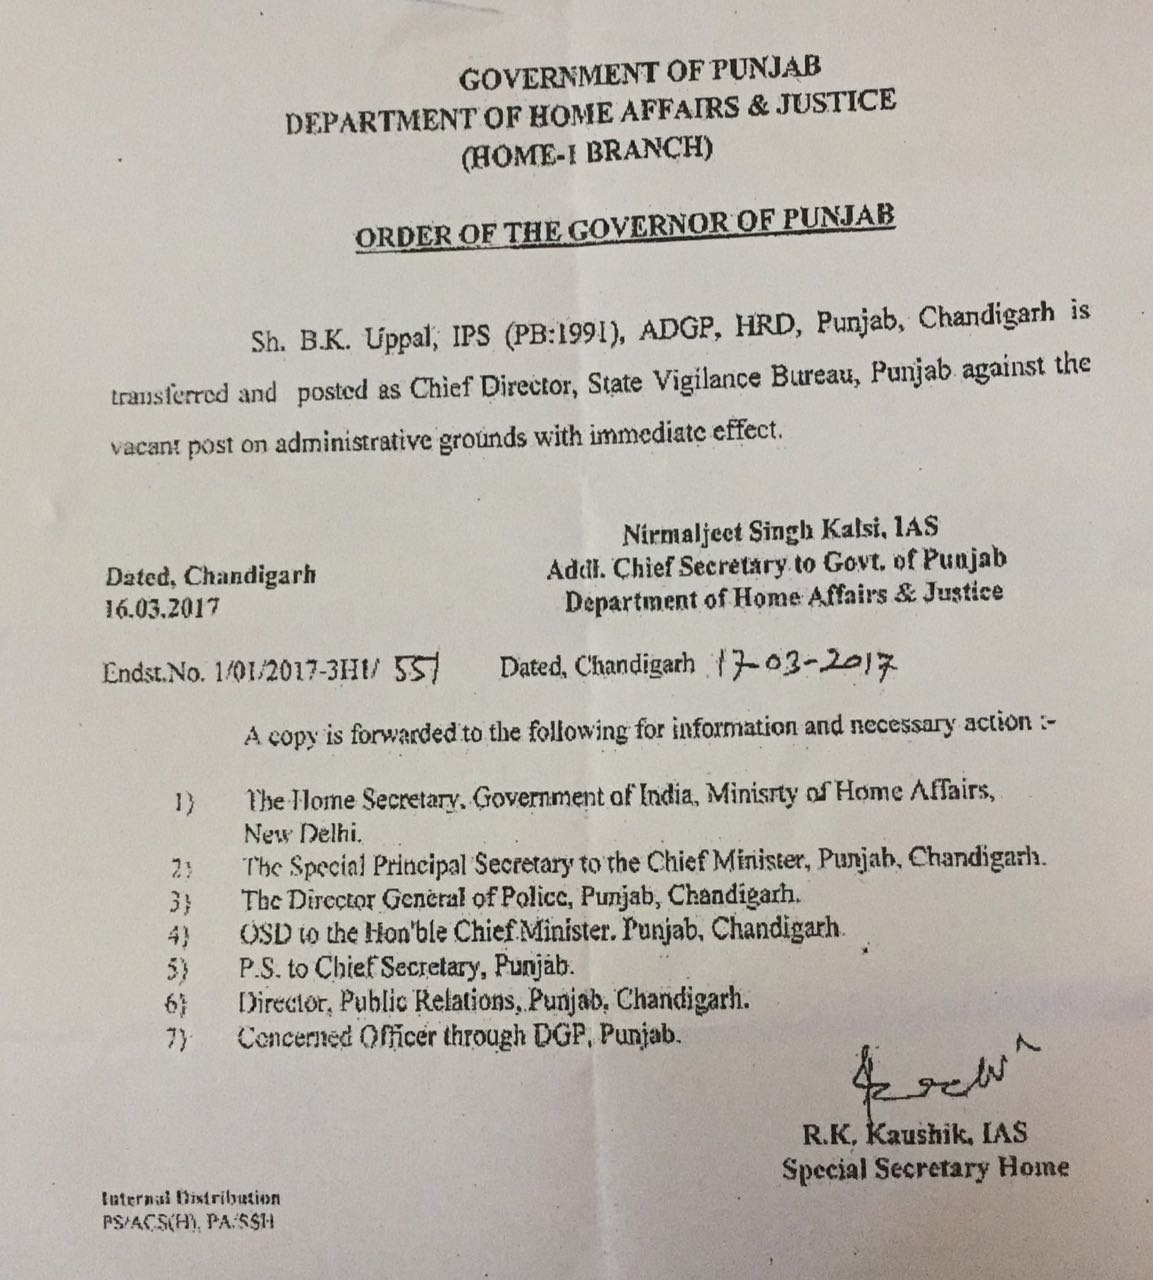 GOVERNMENT OF PUNJAB
DEPARTMENT OF HOME AFFAIRS & JUSTICE
(HOME-I BRANCH)
ORDER OF THE GOVERNOR OF PUNJAB
Sh. B.K. Uppal, IPS (PB:1991), ADGP, HRD, Punjab, Chandigarh is
transferred and posted as Chief Director, State Vigilance Bureau, Punjab against the
vacant post on administrative grounds with immediate effect.
Nirmaljeet Singh Kalsi, IAS
Addl. Chief Secretary to Govt. of Punjab
Department of Home Affairs & Justice
Dated, Chandigarh
16.03.2017
Endst.No. 1/01/2017-3H1/ 551 Dated, Chandigarh 17-03-2017
A copy is forwarded to the following for information and necessary action :-
1) The Home Secretary, Government of India, Minisrty of Home Affairs,
New Delhi.
2) The Special Principal Secretary to the Chief Minister, Punjab, Chandigarh.
3) The Director General of Police, Punjab, Chandigarh.
4) OSD to the Hon'ble Chief Minister, Punjab, Chandigarh.
5) P.S. to Chief Secretary, Punjab.
6) Director, Public Relations, Punjab, Chandigarh.
7) Concerned Officer through DGP, Punjab.
R.K. Kaushik, IAS
Special Secretary Home
Internal Distribution
PS/ACS(H), PA/SSH